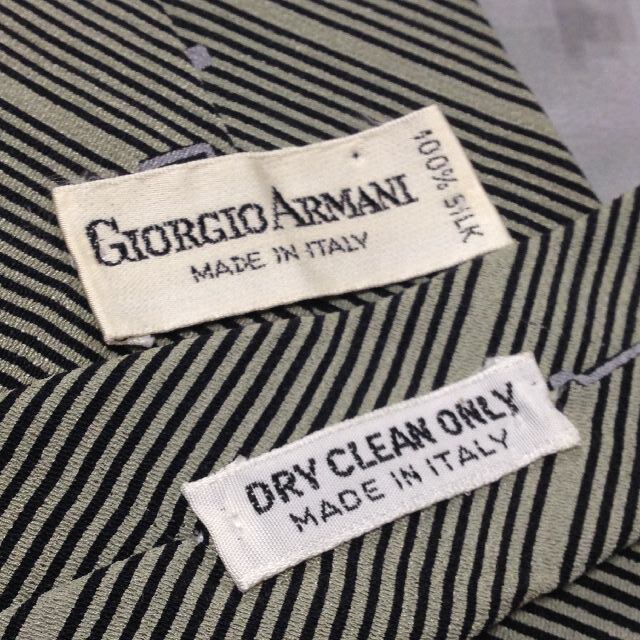 GIORGIO ARMANI
MADE IN ITALY
100% SILK
DRY CLEAN ONLY
MADE IN ITALY